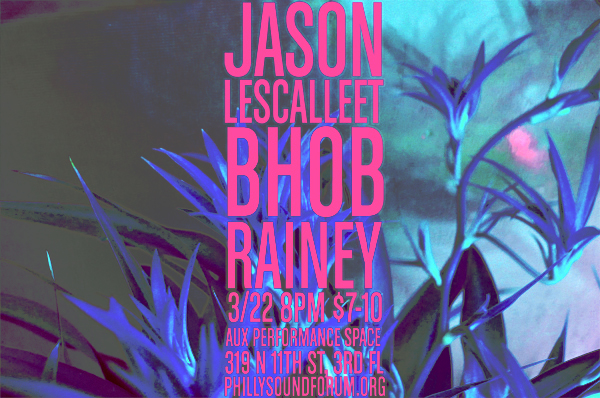 JASON
LESCALLEET
BHOB
RAINEY
3/22 8PM $7-10
AUX PERFORMANCE SPACE
319 N 11TH ST, 3RD FL
PHILLYSOUNDFORUM.ORG